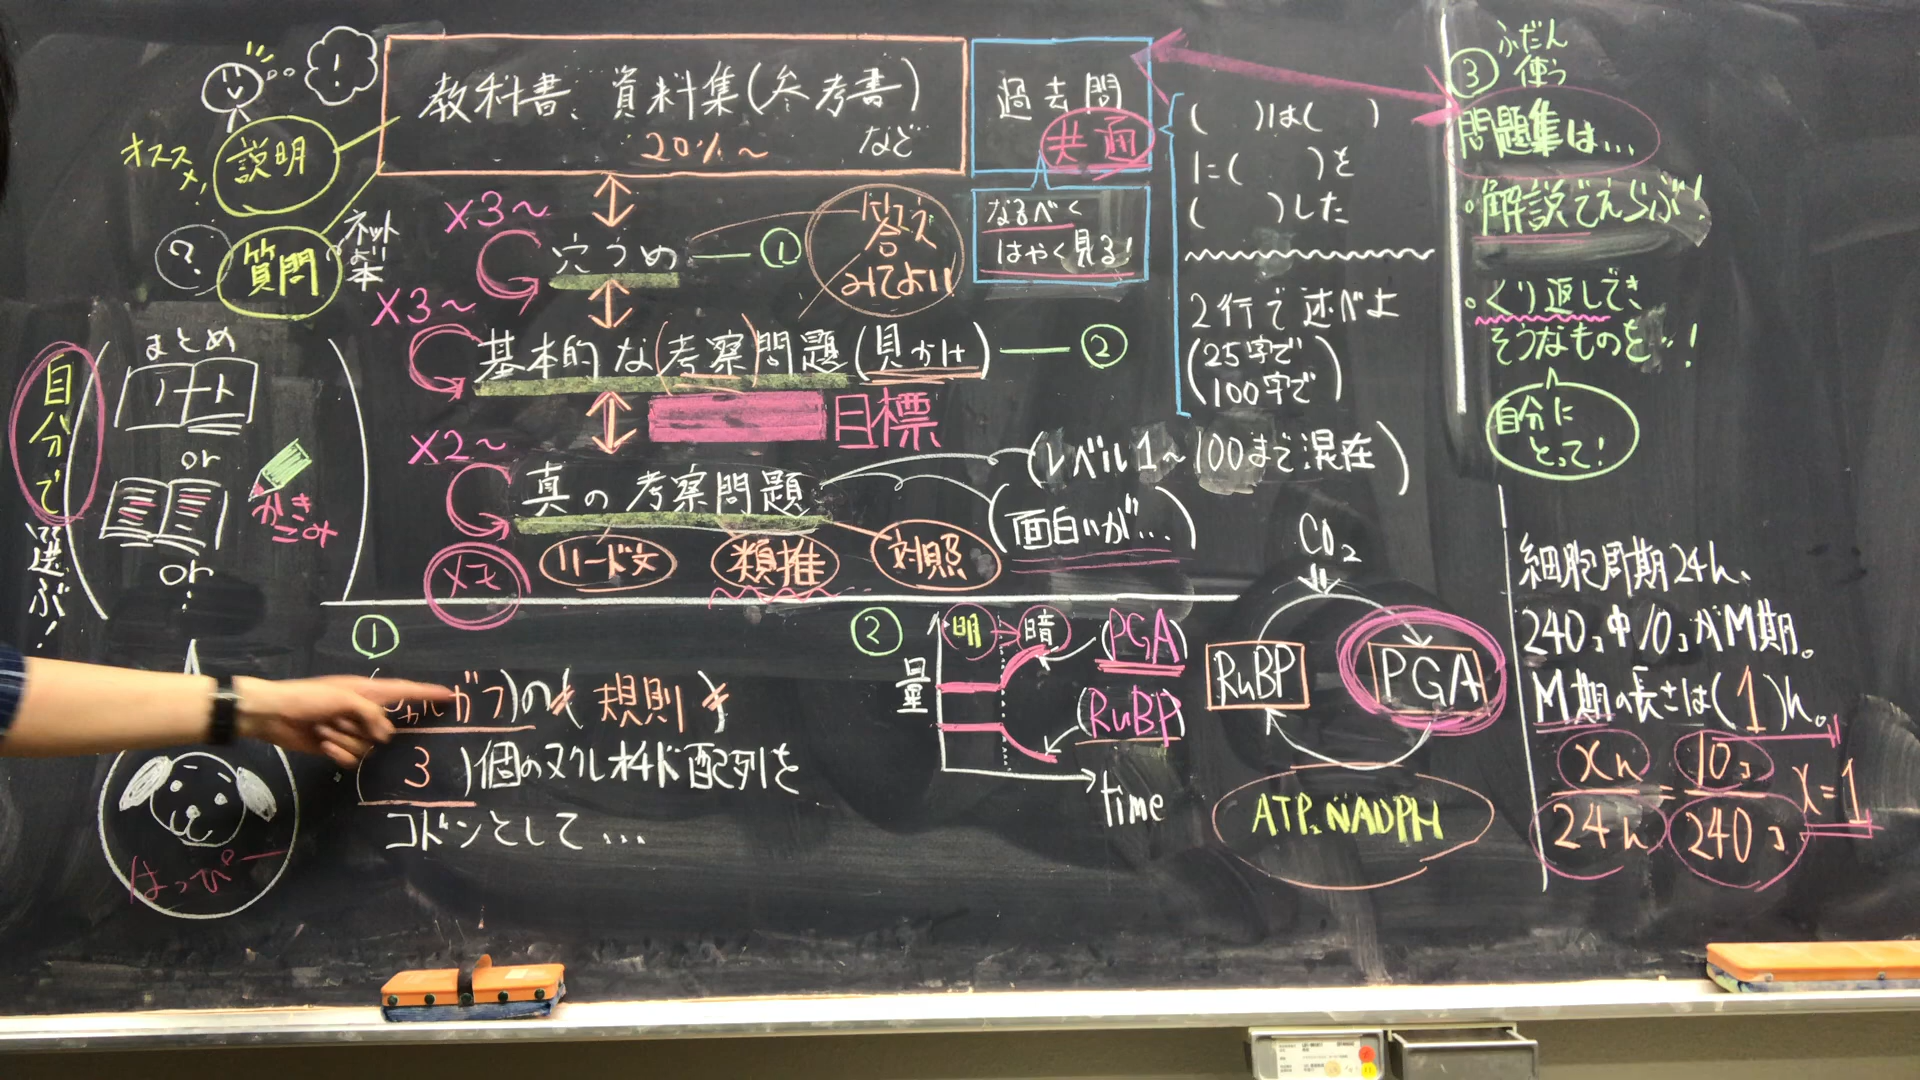 教科書、資料集(参考書)
など
20%〜
!
オススメ!
説明
?
質問
ネット
本
過去問
共通
なるべく
はやく見る!
( )は( )
に( )を
( )した
2行で述べよ
(25字で
100字で)
③ ふだん
使う
問題集は…
・解説でえらぶ!
・くり返しでき
そうなものを…!
自分に
とって!
×3〜
穴うめ ①
答え
みてよい!
×3〜
基本的な(考察)問題(見かけ) ②
目標
×2〜
真の考察問題
(レベル1〜100まで混在)
(面白いが…)
メモ
リード文
類推
対照
自分で
選ぶ!
まとめ
ノート
or
かき
こみ
or
はっぴー
①
(シャルガフ)の(規則)
(3)個のヌクレオチド配列を
コドンとして…
②
量
明→暗
(PGA)
(RuBP)
time
CO₂
RuBP
PGA
ATP、NADPH
細胞周期24h、
240コ中10コがM期。
M期の長さは(1)h。
xh/24h = 10コ/240コ
x=1